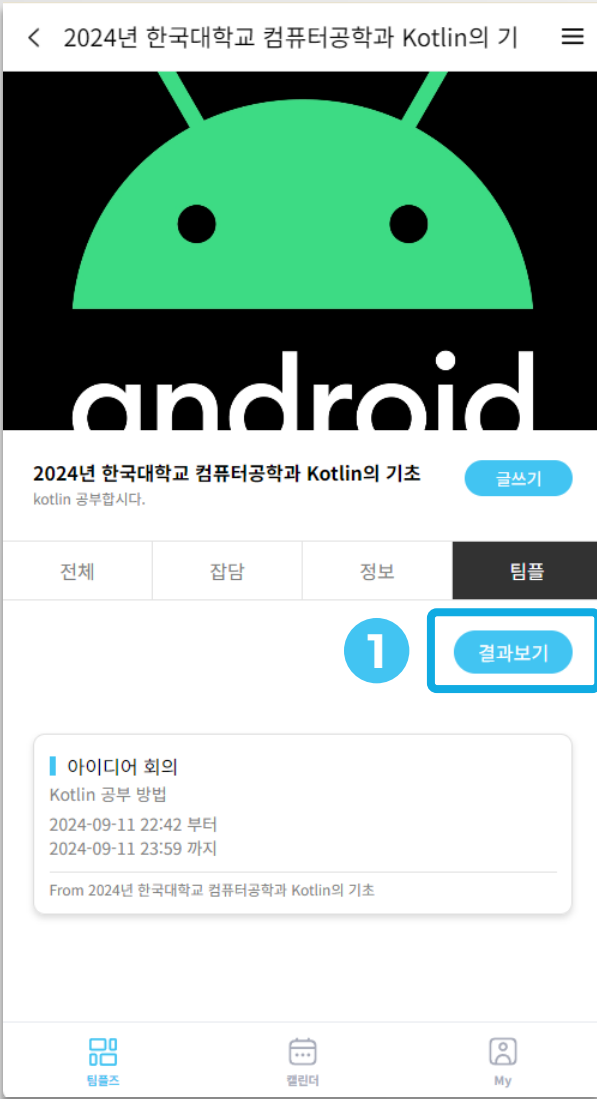 2024년 한국대학교 컴퓨터공학과 Kotlin의 기
android
2024년 한국대학교 컴퓨터공학과 Kotlin의 기초
글쓰기
kotlin 공부합시다.
전체 잡담 정보 팀플
1 결과보기
아이디어 회의
Kotlin 공부 방법
2024-09-11 22:42 부터
2024-09-11 23:59 까지
From 2024년 한국대학교 컴퓨터공학과 Kotlin의 기초
팀플즈 캘린더 My